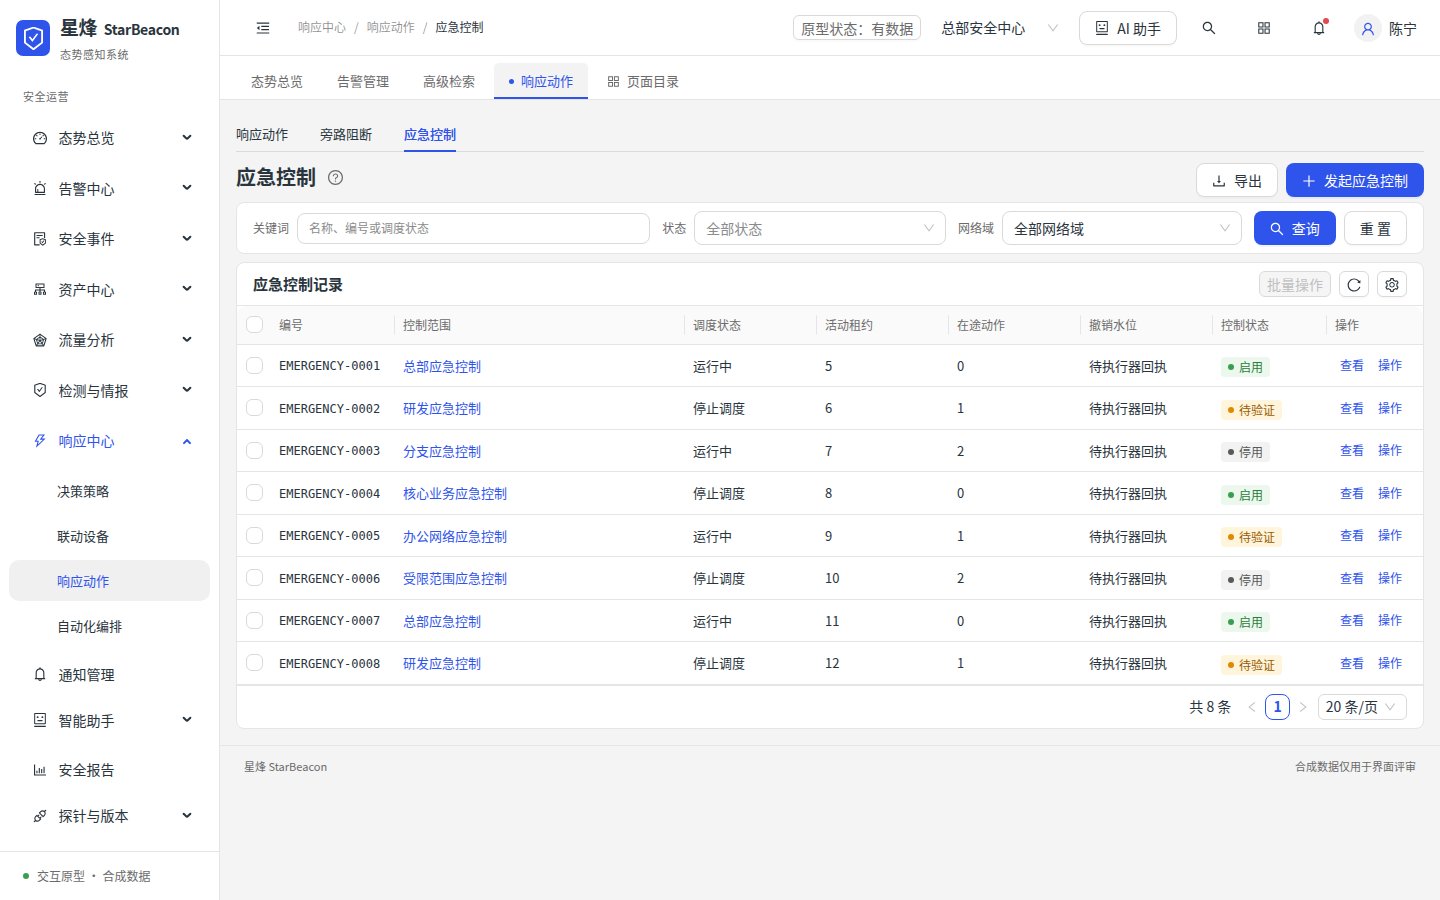 星烽 StarBeacon
态势感知系统
安全运营
态势总览
告警中心
安全事件
资产中心
流量分析
检测与情报
响应中心
决策策略
联动设备
响应动作
自动化编排
通知管理
智能助手
安全报告
探针与版本
交互原型 · 合成数据
响应中心 / 响应动作 / 应急控制
原型状态：有数据
总部安全中心
AI 助手
陈宁
态势总览 告警管理 高级检索 响应动作 页面目录
响应动作 旁路阻断 应急控制
应急控制
导出 发起应急控制
关键词 名称、编号或调度状态 状态 全部状态 网络域 全部网络域 查询 重 置
应急控制记录
批量操作
编号 控制范围 调度状态 活动租约 在途动作 撤销水位 控制状态 操作
EMERGENCY-0001 总部应急控制 运行中 5 0 待执行器回执 启用 查看 操作
EMERGENCY-0002 研发应急控制 停止调度 6 1 待执行器回执 待验证 查看 操作
EMERGENCY-0003 分支应急控制 运行中 7 2 待执行器回执 停用 查看 操作
EMERGENCY-0004 核心业务应急控制 停止调度 8 0 待执行器回执 启用 查看 操作
EMERGENCY-0005 办公网络应急控制 运行中 9 1 待执行器回执 待验证 查看 操作
EMERGENCY-0006 受限范围应急控制 停止调度 10 2 待执行器回执 停用 查看 操作
EMERGENCY-0007 总部应急控制 运行中 11 0 待执行器回执 启用 查看 操作
EMERGENCY-0008 研发应急控制 停止调度 12 1 待执行器回执 待验证 查看 操作
共 8 条 1 20 条/页
星烽 StarBeacon
合成数据仅用于界面评审